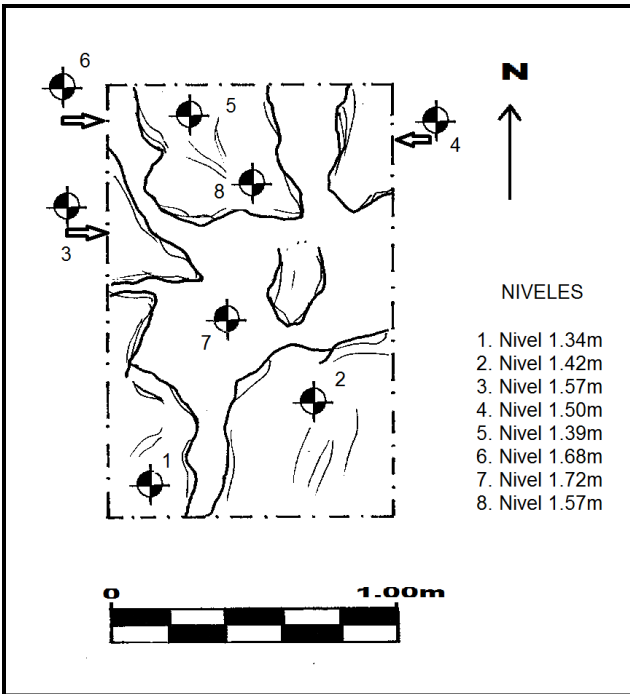 6
N
5
4
8
3
NIVELES
7
1. Nivel 1.34m
2. Nivel 1.42m
2
3. Nivel 1.57m
4. Nivel 1.50m
5. Nivel 1.39m
6. Nivel 1.68m
1
7. Nivel 1.72m
8. Nivel 1.57m
0 1.00m